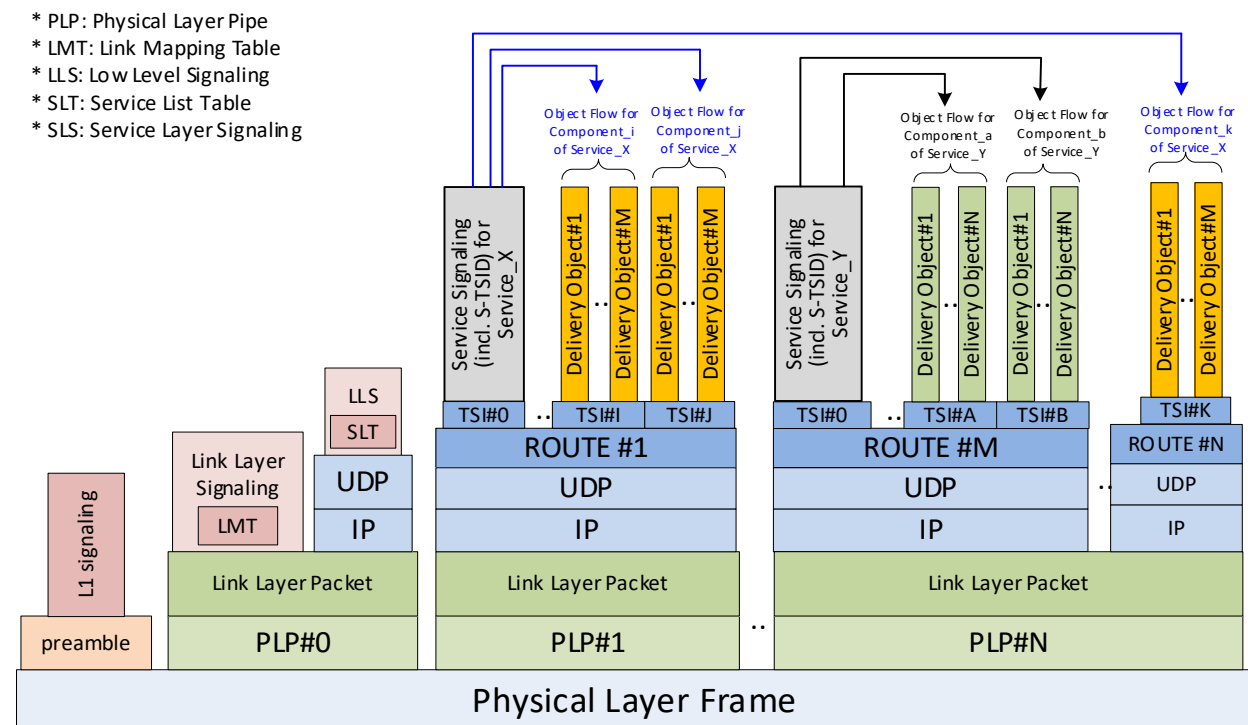 * PLP: Physical Layer Pipe
* LMT: Link Mapping Table
* LLS: Low Level Signaling
* SLT: Service List Table
* SLS: Service Layer Signaling
Object Flow for
Component_i
of Service_X
Object Flow for
Component_j
of Service_X
Object Flow for
Component_a
of Service_Y
Object Flow for
Component_b
of Service_Y
Object Flow for
Component_k
of Service_X
Service Signaling
(incl. S-TSID) for
Service_X
Delivery Object#1
..
Delivery Object#M
Delivery Object#1
..
Delivery Object#M
Service Signaling
(incl. S-TSID) for
Service_Y
Delivery Object#1
..
Delivery Object#N
Delivery Object#1
..
Delivery Object#N
Delivery Object#1
..
Delivery Object#M
LLS
SLT
TSI#0
..
TSI#I
TSI#J
TSI#0
..
TSI#A
TSI#B
TSI#K
ROUTE #1
ROUTE #M
ROUTE #N
Link Layer
Signaling
LMT
UDP
UDP
UDP
..
UDP
IP
IP
IP
IP
L1 signaling
Link Layer Packet
Link Layer Packet
Link Layer Packet
preamble
PLP#0
PLP#1
..
PLP#N
Physical Layer Frame